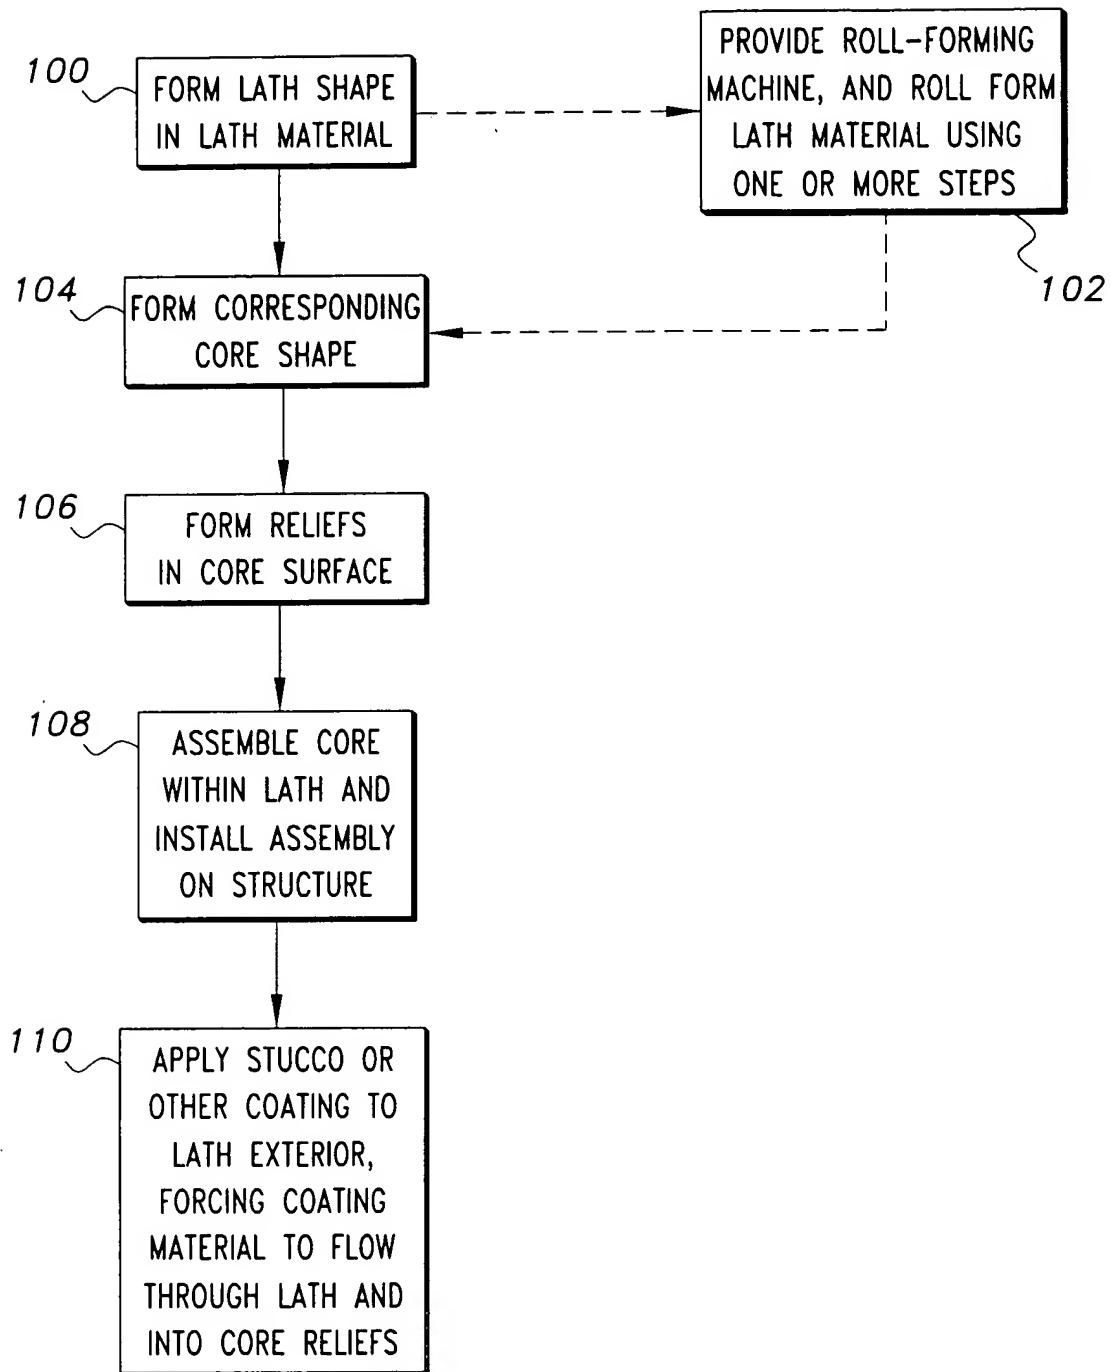 100
FORM LATH SHAPE
IN LATH MATERIAL
PROVIDE ROLL-FORMING
MACHINE, AND ROLL FORM
LATH MATERIAL USING
ONE OR MORE STEPS
102
104
FORM CORRESPONDING
CORE SHAPE
106
FORM RELIEFS
IN CORE SURFACE
108
ASSEMBLE CORE
WITHIN LATH AND
INSTALL ASSEMBLY
ON STRUCTURE
110
APPLY STUCCO OR
OTHER COATING TO
LATH EXTERIOR,
FORCING COATING
MATERIAL TO FLOW
THROUGH LATH AND
INTO CORE RELIEFS